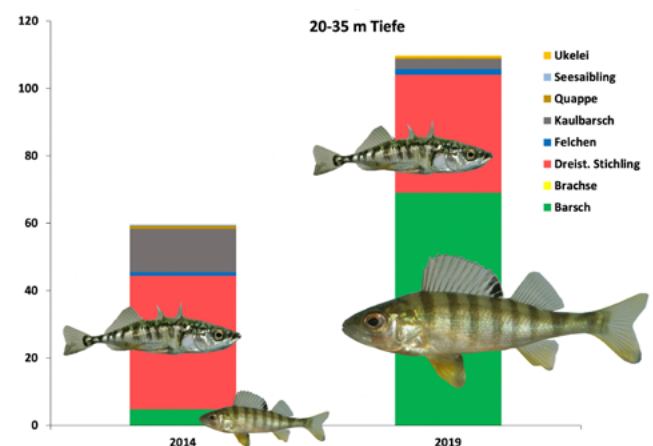 20-35 m Tiefe
120
100
80
60
40
20
0
2014
2019
Ukelei
Seesaibling
Quappe
Kaulbarsch
Felchen
Dreist. Stichling
Brachse
Barsch